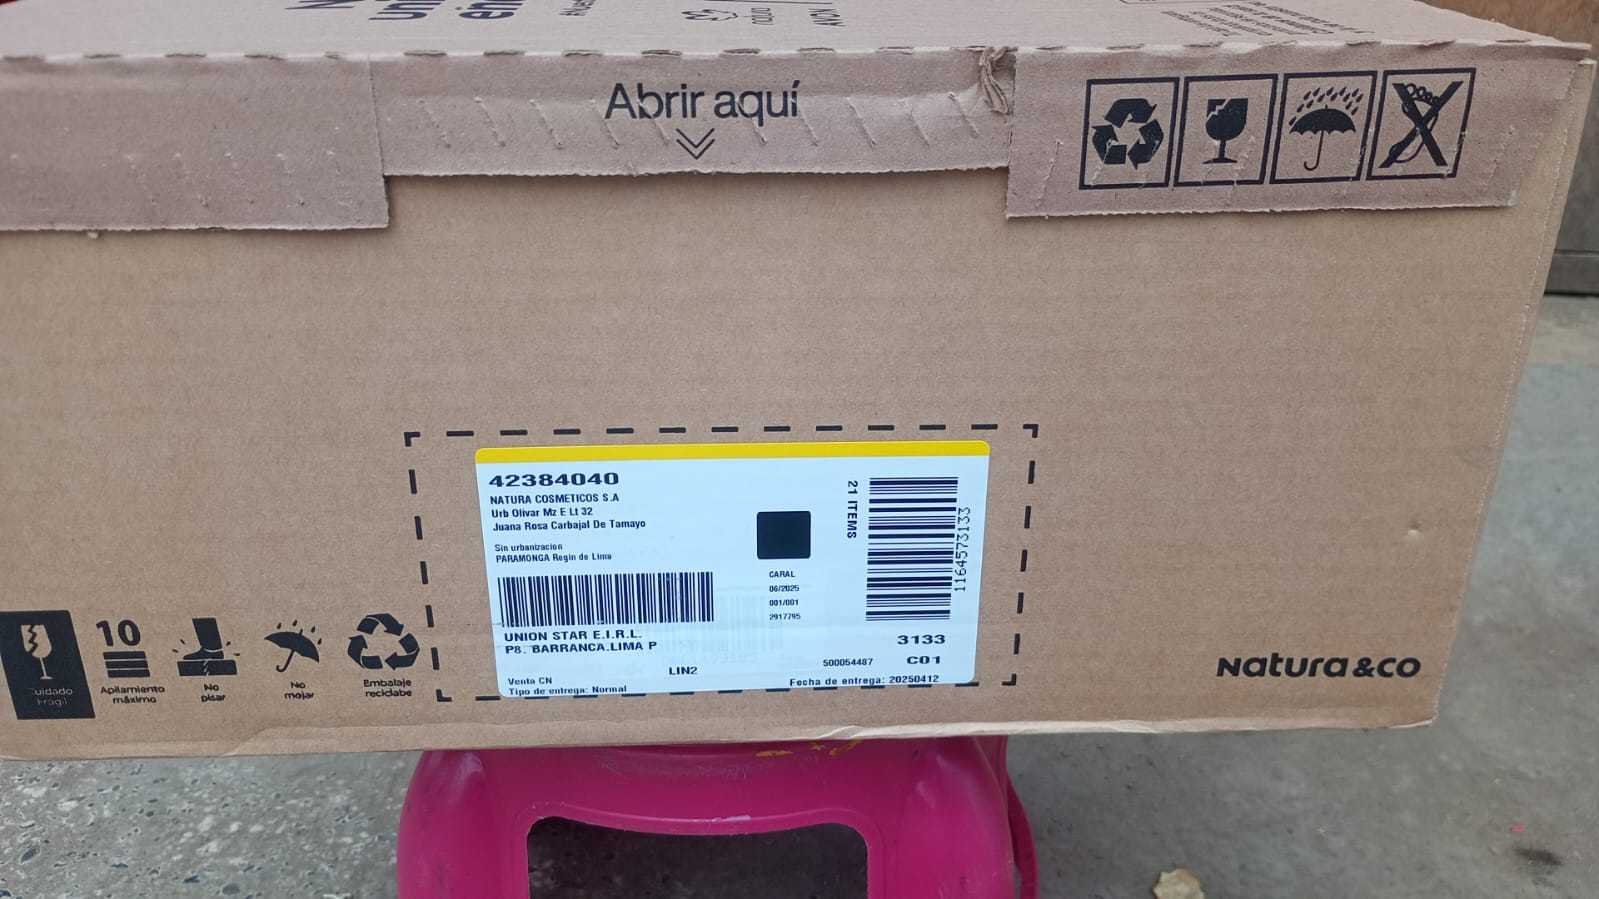 Abrir aquí
42384040
NATURA COSMETICOS S.A
Urb Olivar Mz E Lt 32
Juana Rosa Carbajal De Tamayo
Sin urbanizacion
PARAMONGA Regin de Lima
21 ITEMS
1164573133
CARAL
06/2025
001/001
2917795
UNION STAR E.I.R.L.
P8. BARRANCA.LIMA P
3133
500054487
C01
LIN2
Venta CN
Tipo de entrega: Normal
Fecha de entrega: 20250412
Cuidado
Frágil
10
Apilamiento
máximo
No
pisar
No
mojar
Embalaje
reciclabe
Natura &CO